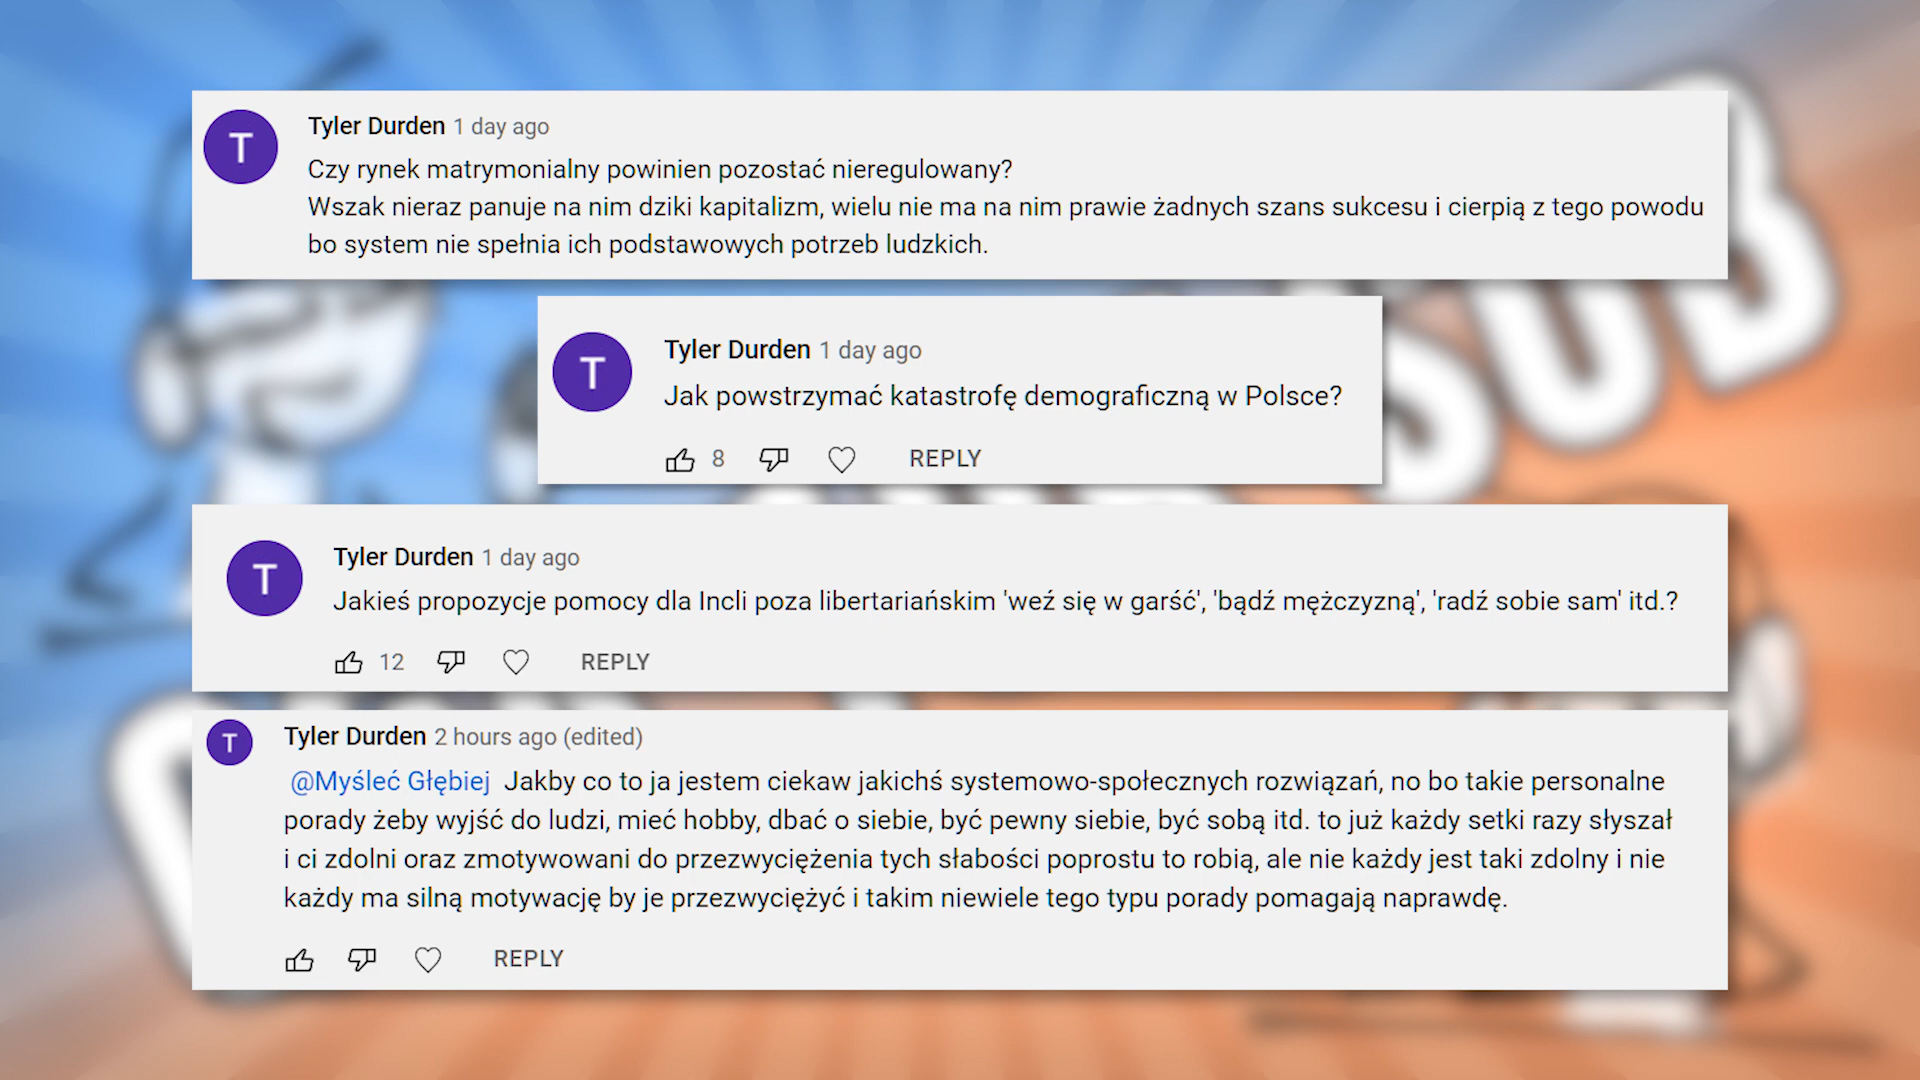 T
Tyler Durden 1 day ago
Czy rynek matrymonialny powinien pozostać nieregulowany?
Wszak nieraz panuje na nim dziki kapitalizm, wielu nie ma na nim prawie żadnych szans sukcesu i cierpią z tego powodu
bo system nie spełnia ich podstawowych potrzeb ludzkich.
T
Tyler Durden 1 day ago
Jak powstrzymać katastrofę demograficzną w Polsce?
8 REPLY
T
Tyler Durden 1 day ago
Jakieś propozycje pomocy dla Incli poza libertariańskim 'weź się w garść', 'bądź mężczyzną', 'radź sobie sam' itd.?
12 REPLY
T
Tyler Durden 2 hours ago (edited)
@Myśleć Głębiej Jakby co to ja jestem ciekaw jakichś systemowo-społecznych rozwiązań, no bo takie personalne
porady żeby wyjść do ludzi, mieć hobby, dbać o siebie, być pewny siebie, być sobą itd. to już każdy setki razy słyszał
i ci zdolni oraz zmotywowani do przezwyciężenia tych słabości poprostu to robią, ale nie każdy jest taki zdolny i nie
każdy ma silną motywację by je przezwyciężyć i takim niewiele tego typu porady pomagają naprawdę.
REPLY